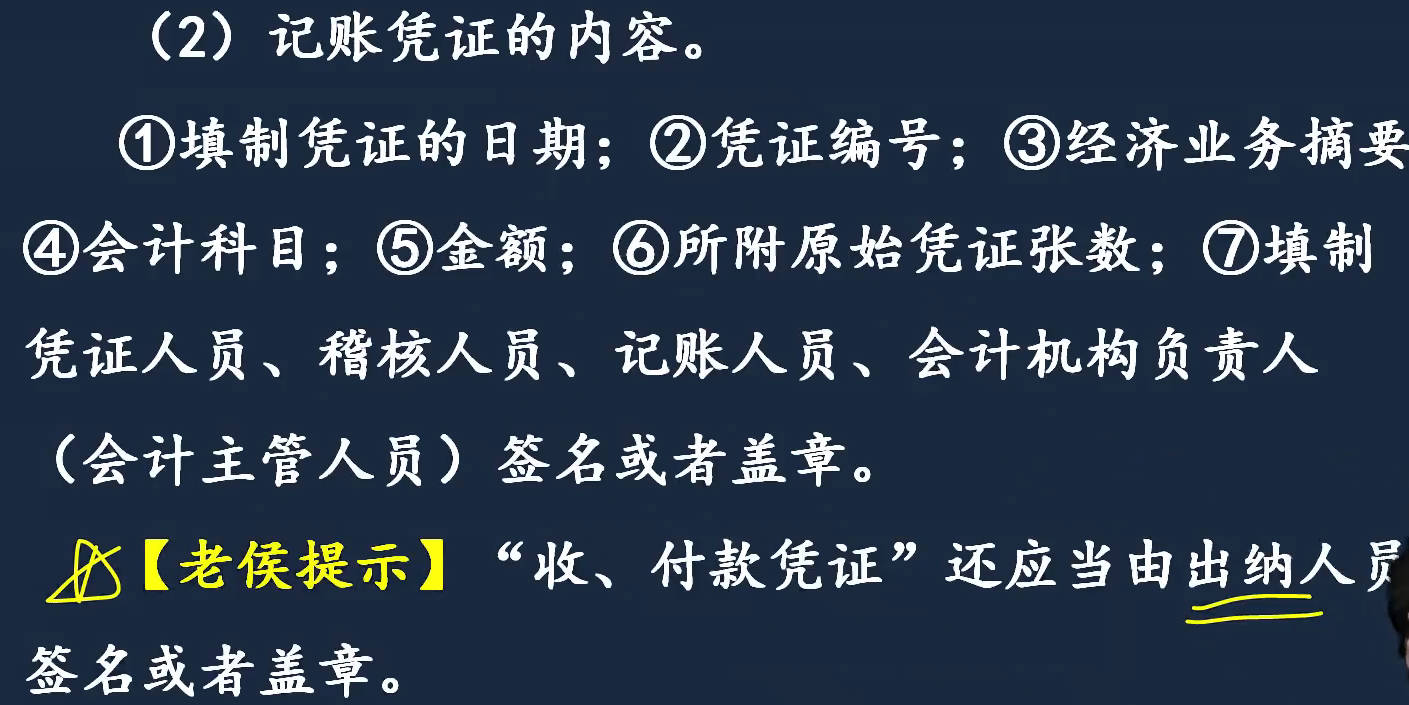 （2）记账凭证的内容。
①填制凭证的日期；②凭证编号；③经济业务摘要
④会计科目；⑤金额；⑥所附原始凭证张数；⑦填制
凭证人员、稽核人员、记账人员、会计机构负责人
（会计主管人员）签名或者盖章。
【老侯提示】“收、付款凭证”还应当由出纳人员
签名或者盖章。